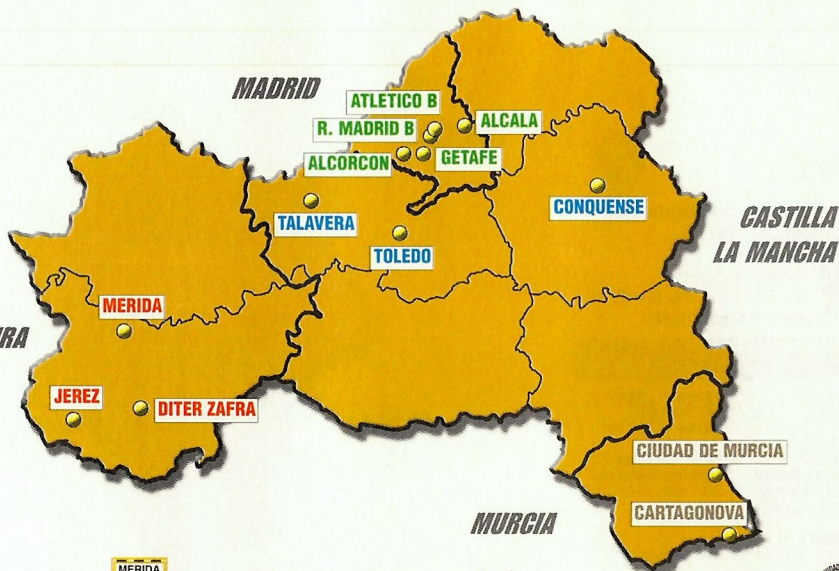 MADRID
ATLETICO B
R. MADRID B
ALCALA
ALCORCON
GETAFE
TALAVERA
CONQUENSE
TOLEDO
CASTILLA
LA MANCHA
MERIDA
RA
JEREZ
DITER ZAFRA
CIUDAD DE MURCIA
CARTAGONOVA
MURCIA
MERIDA